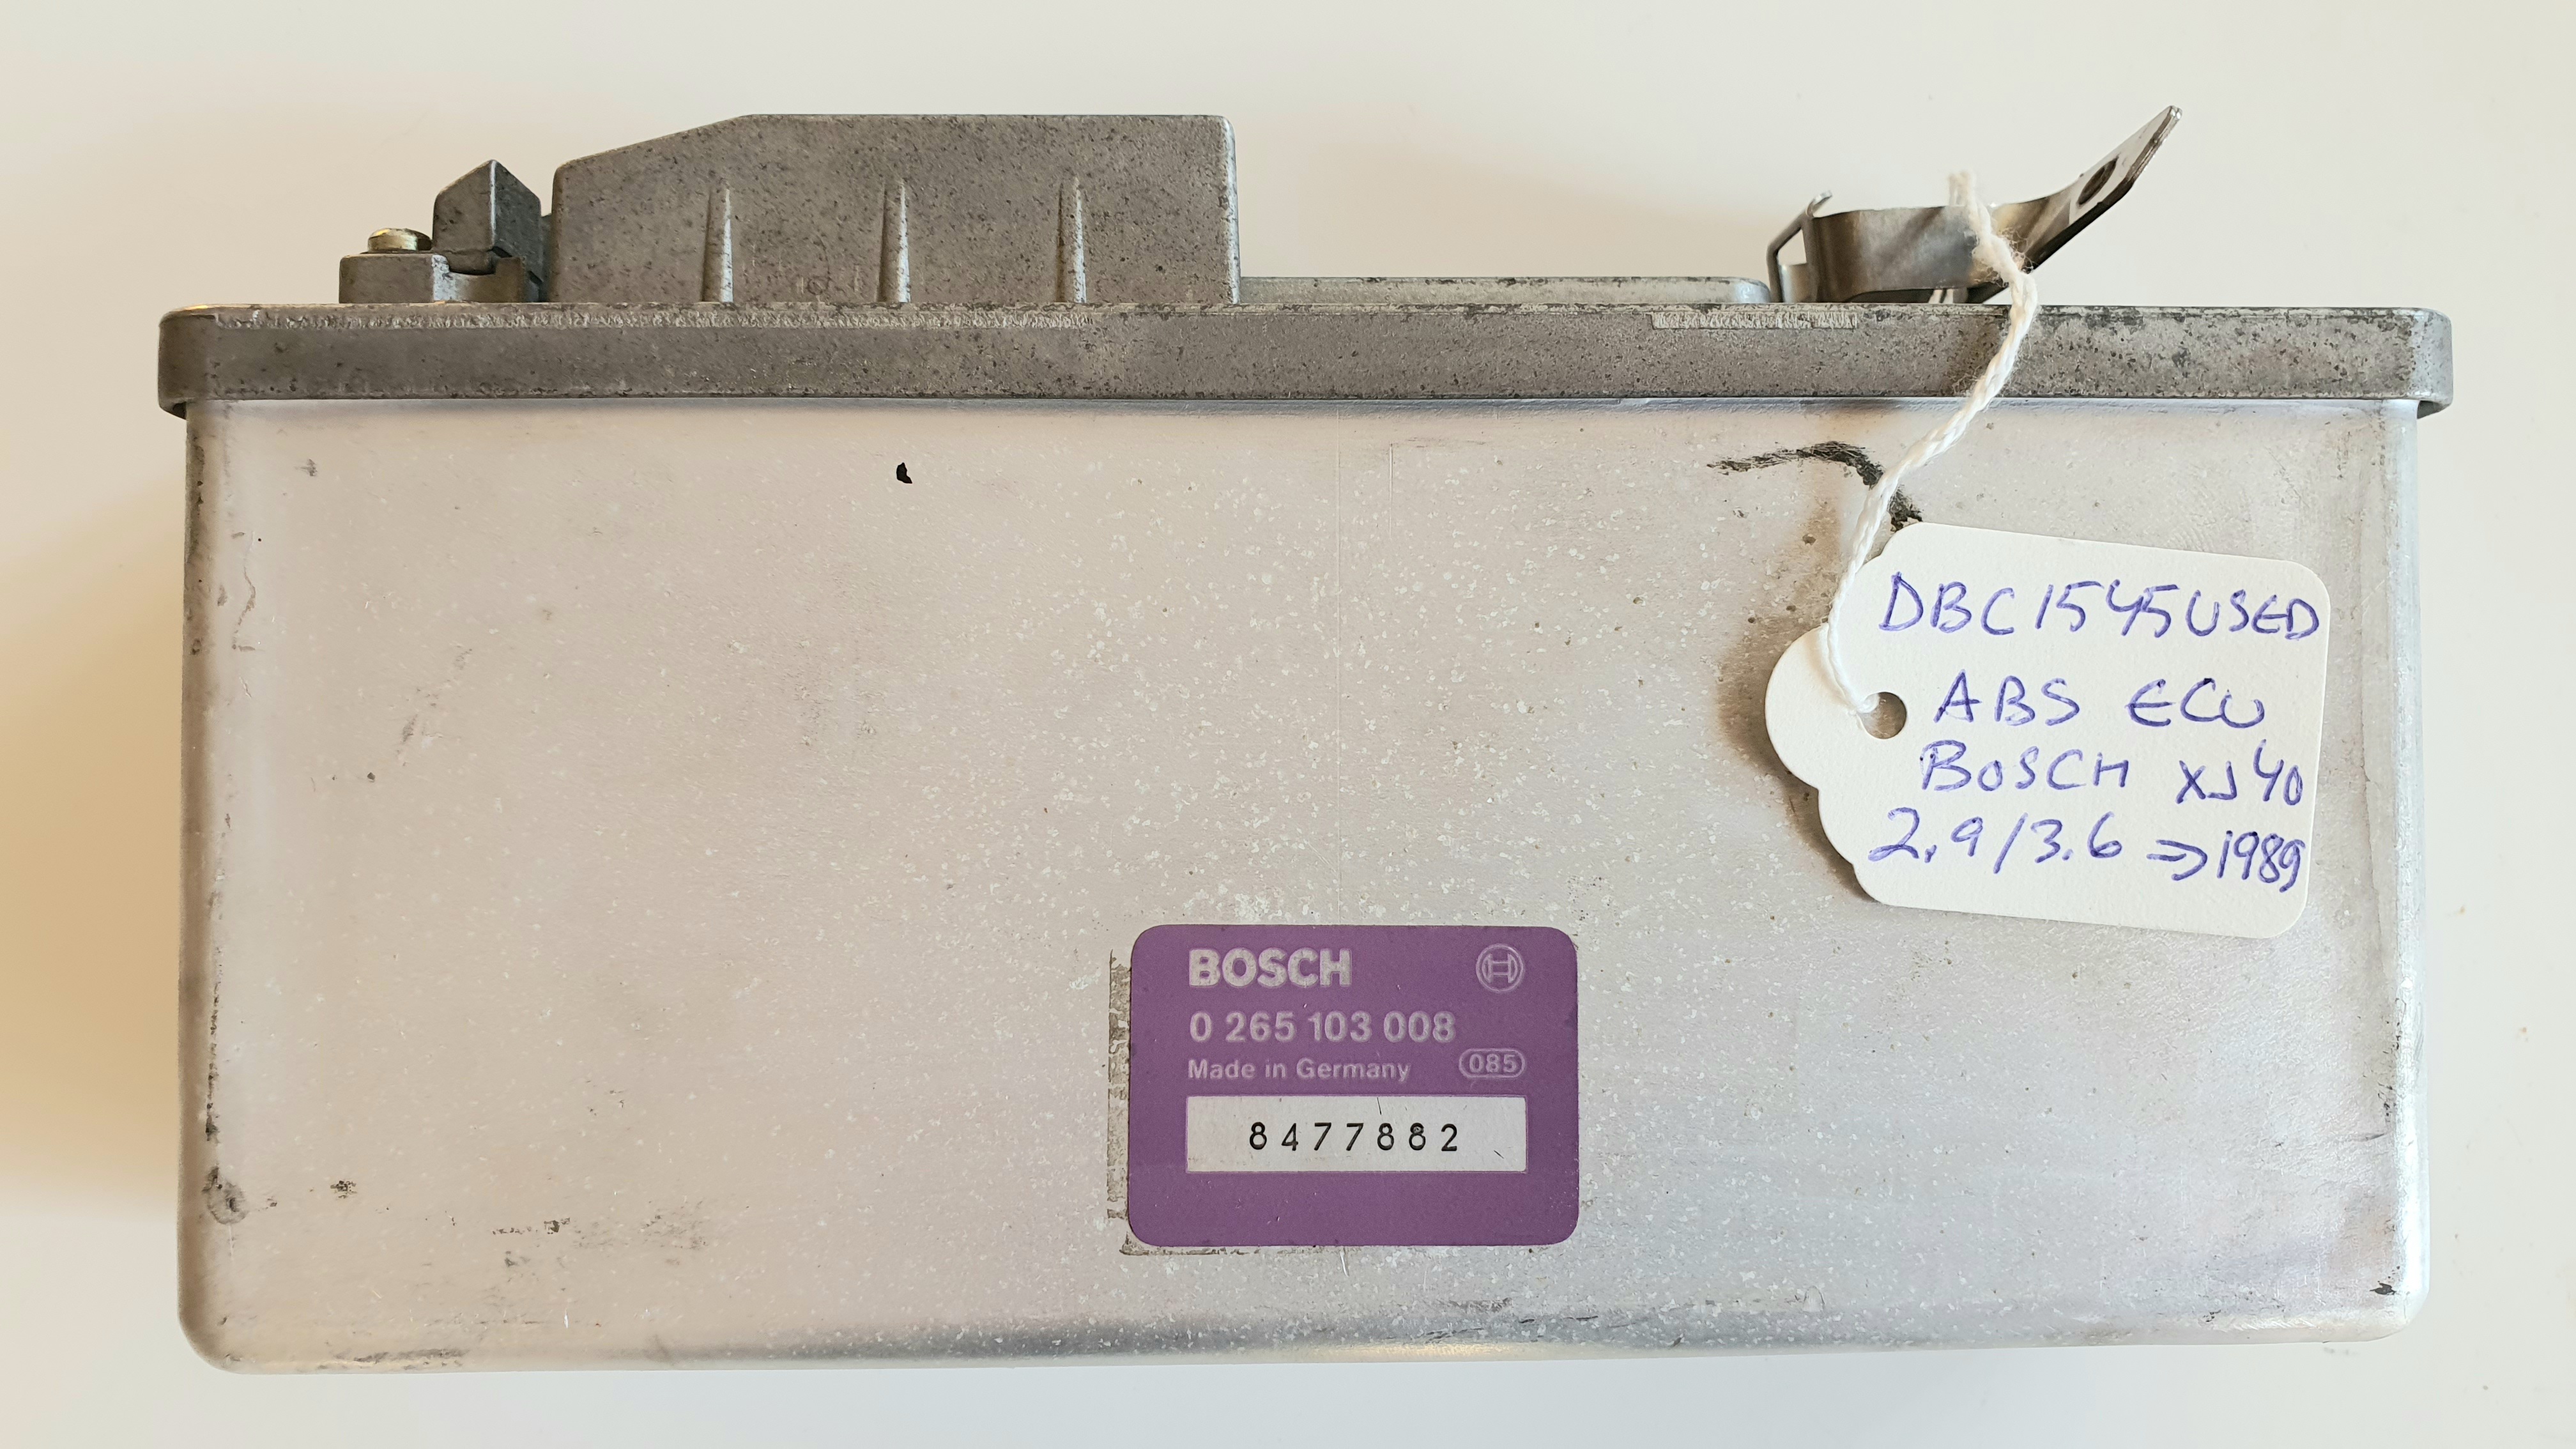 DBC1545USED
ABS ECU
BOSCH XJ40
2.9/3.6 => 1989
BOSCH
0 265 103 008
Made in Germany 085
8477882